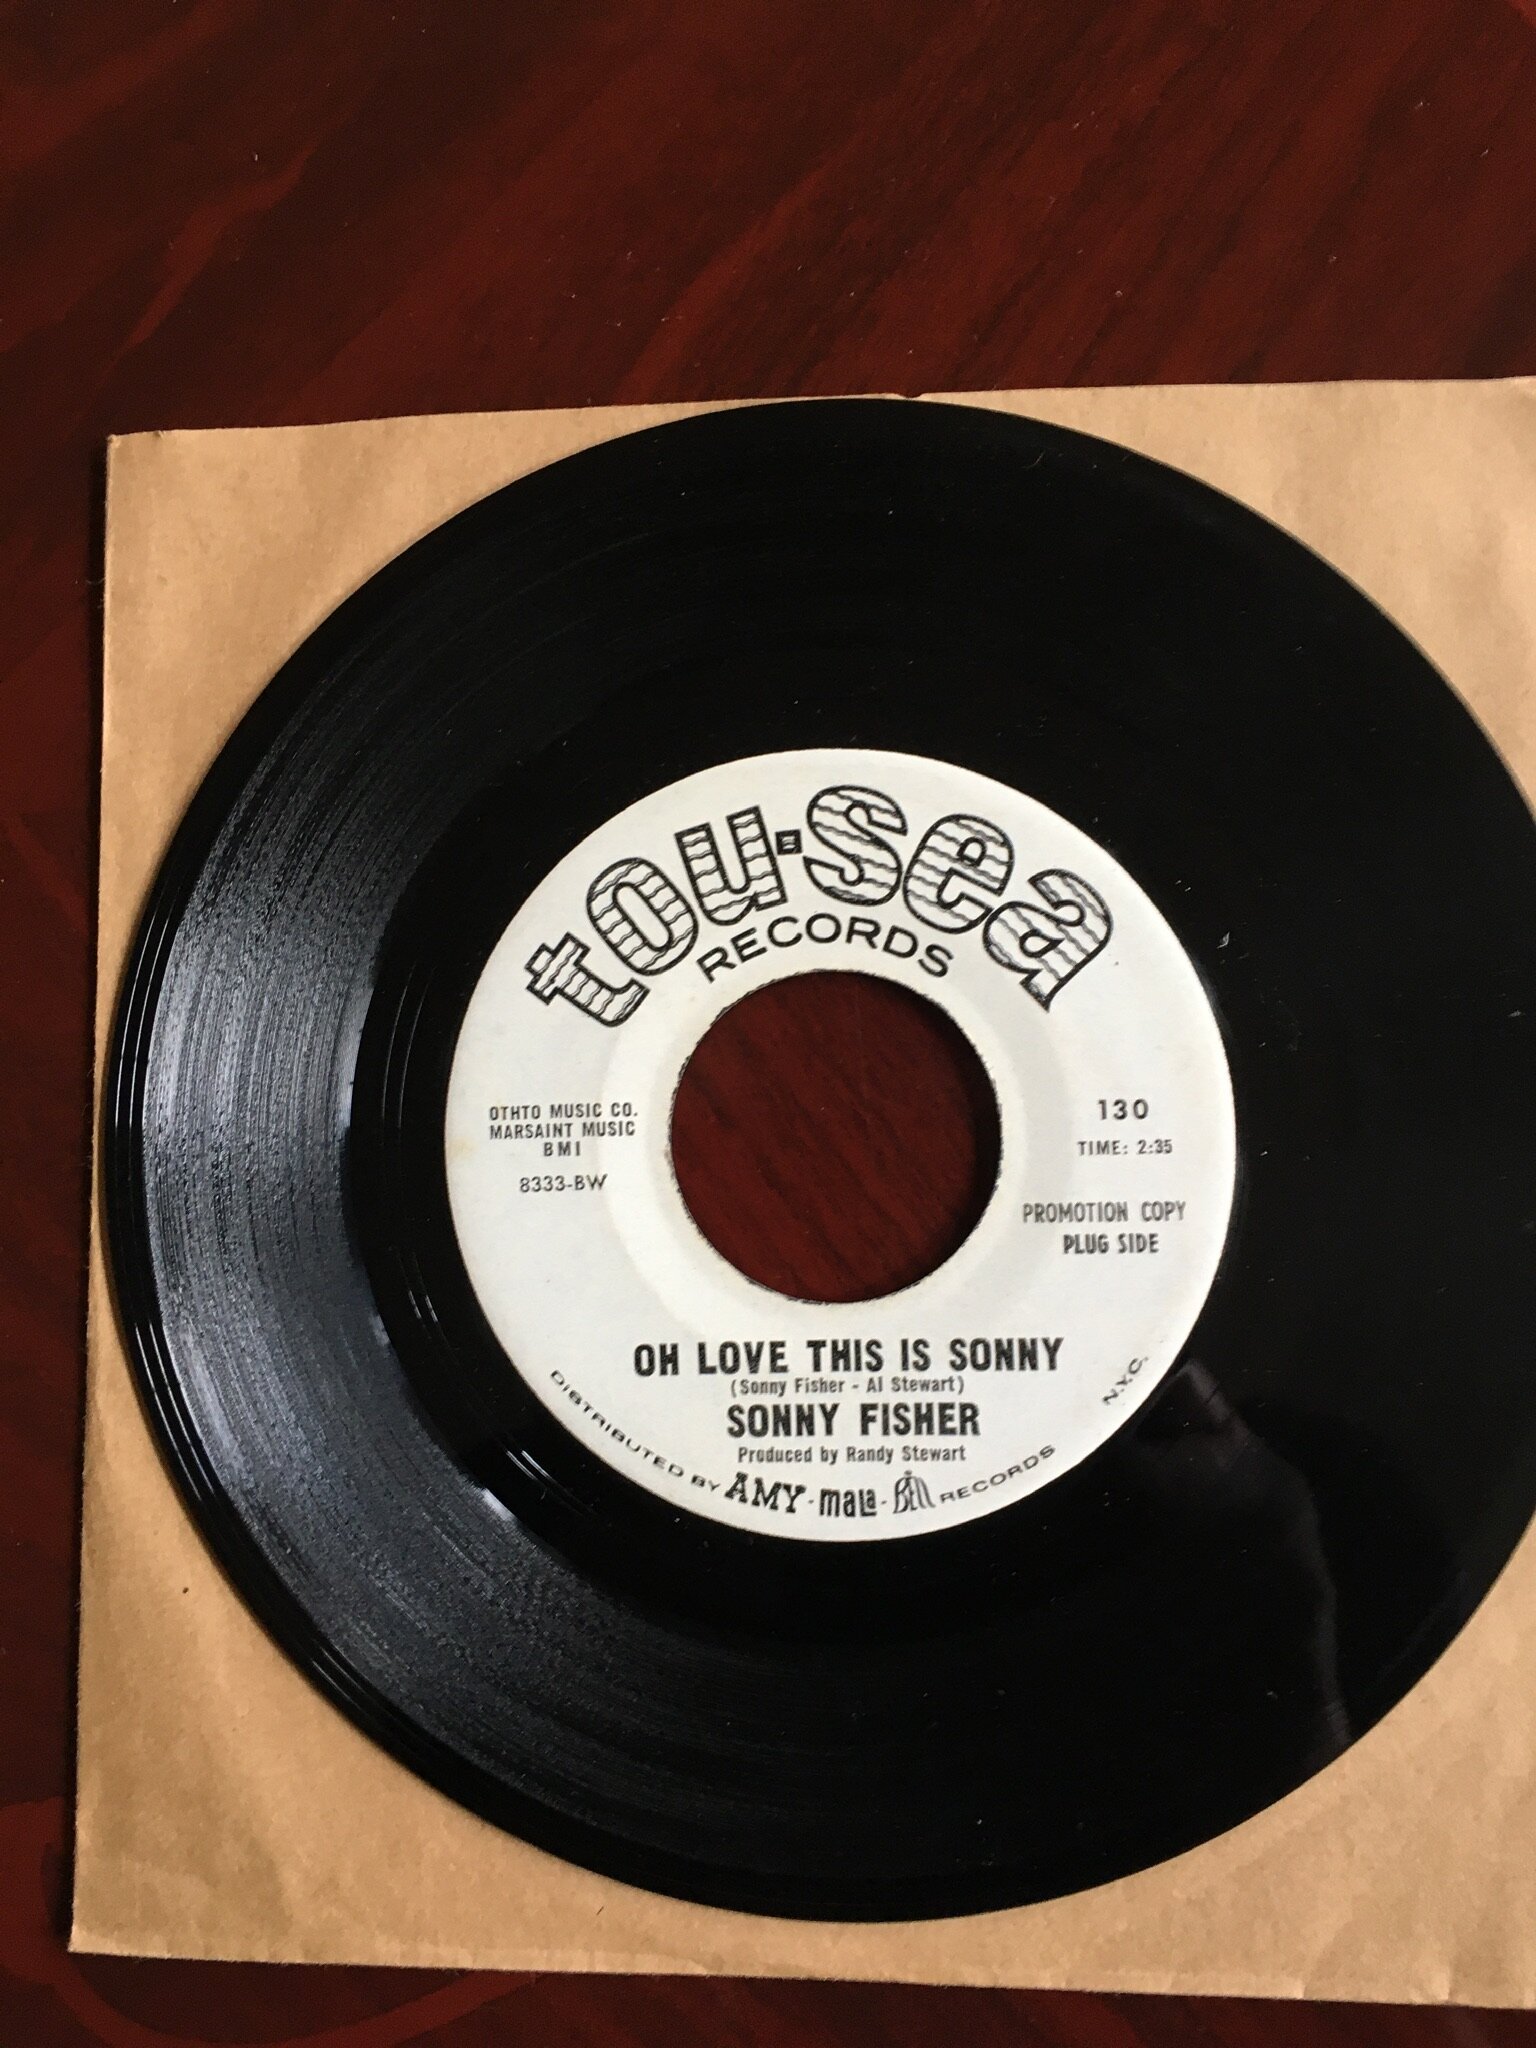 tou-sea
RECORDS
OTHTO MUSIC CO.
MARSAINT MUSIC
BMI
8333-BW
130
TIME: 2:35
PROMOTION COPY
PLUG SIDE
OH LOVE THIS IS SONNY
(Sonny Fisher - Al Stewart)
SONNY FISHER
Produced by Randy Stewart
DISTRIBUTED BY AMY - mala - BELL RECORDS N.Y.C.